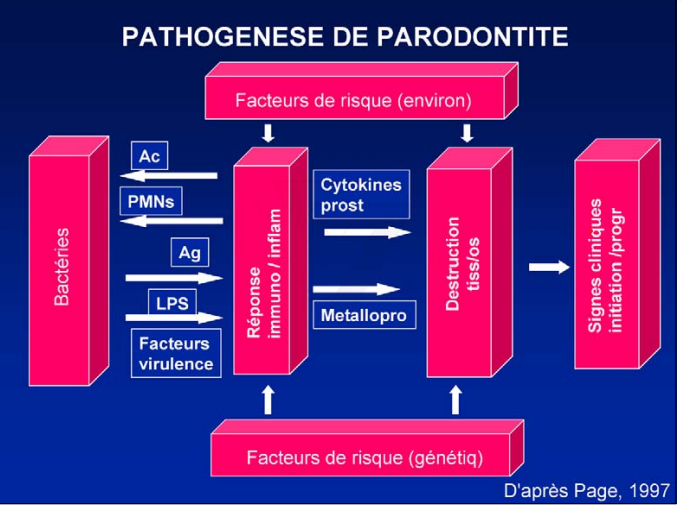 PATHOGENESE DE PARODONTITE
Facteurs de risque (environ)
Bactéries
Ac
PMNs
Ag
LPS
Facteurs
virulence
Réponse
immuno / inflam
Cytokines
prost
Metallopro
Destruction
tiss/os
Signes cliniques
initiation /progr
Facteurs de risque (génétiq)
D'après Page, 1997